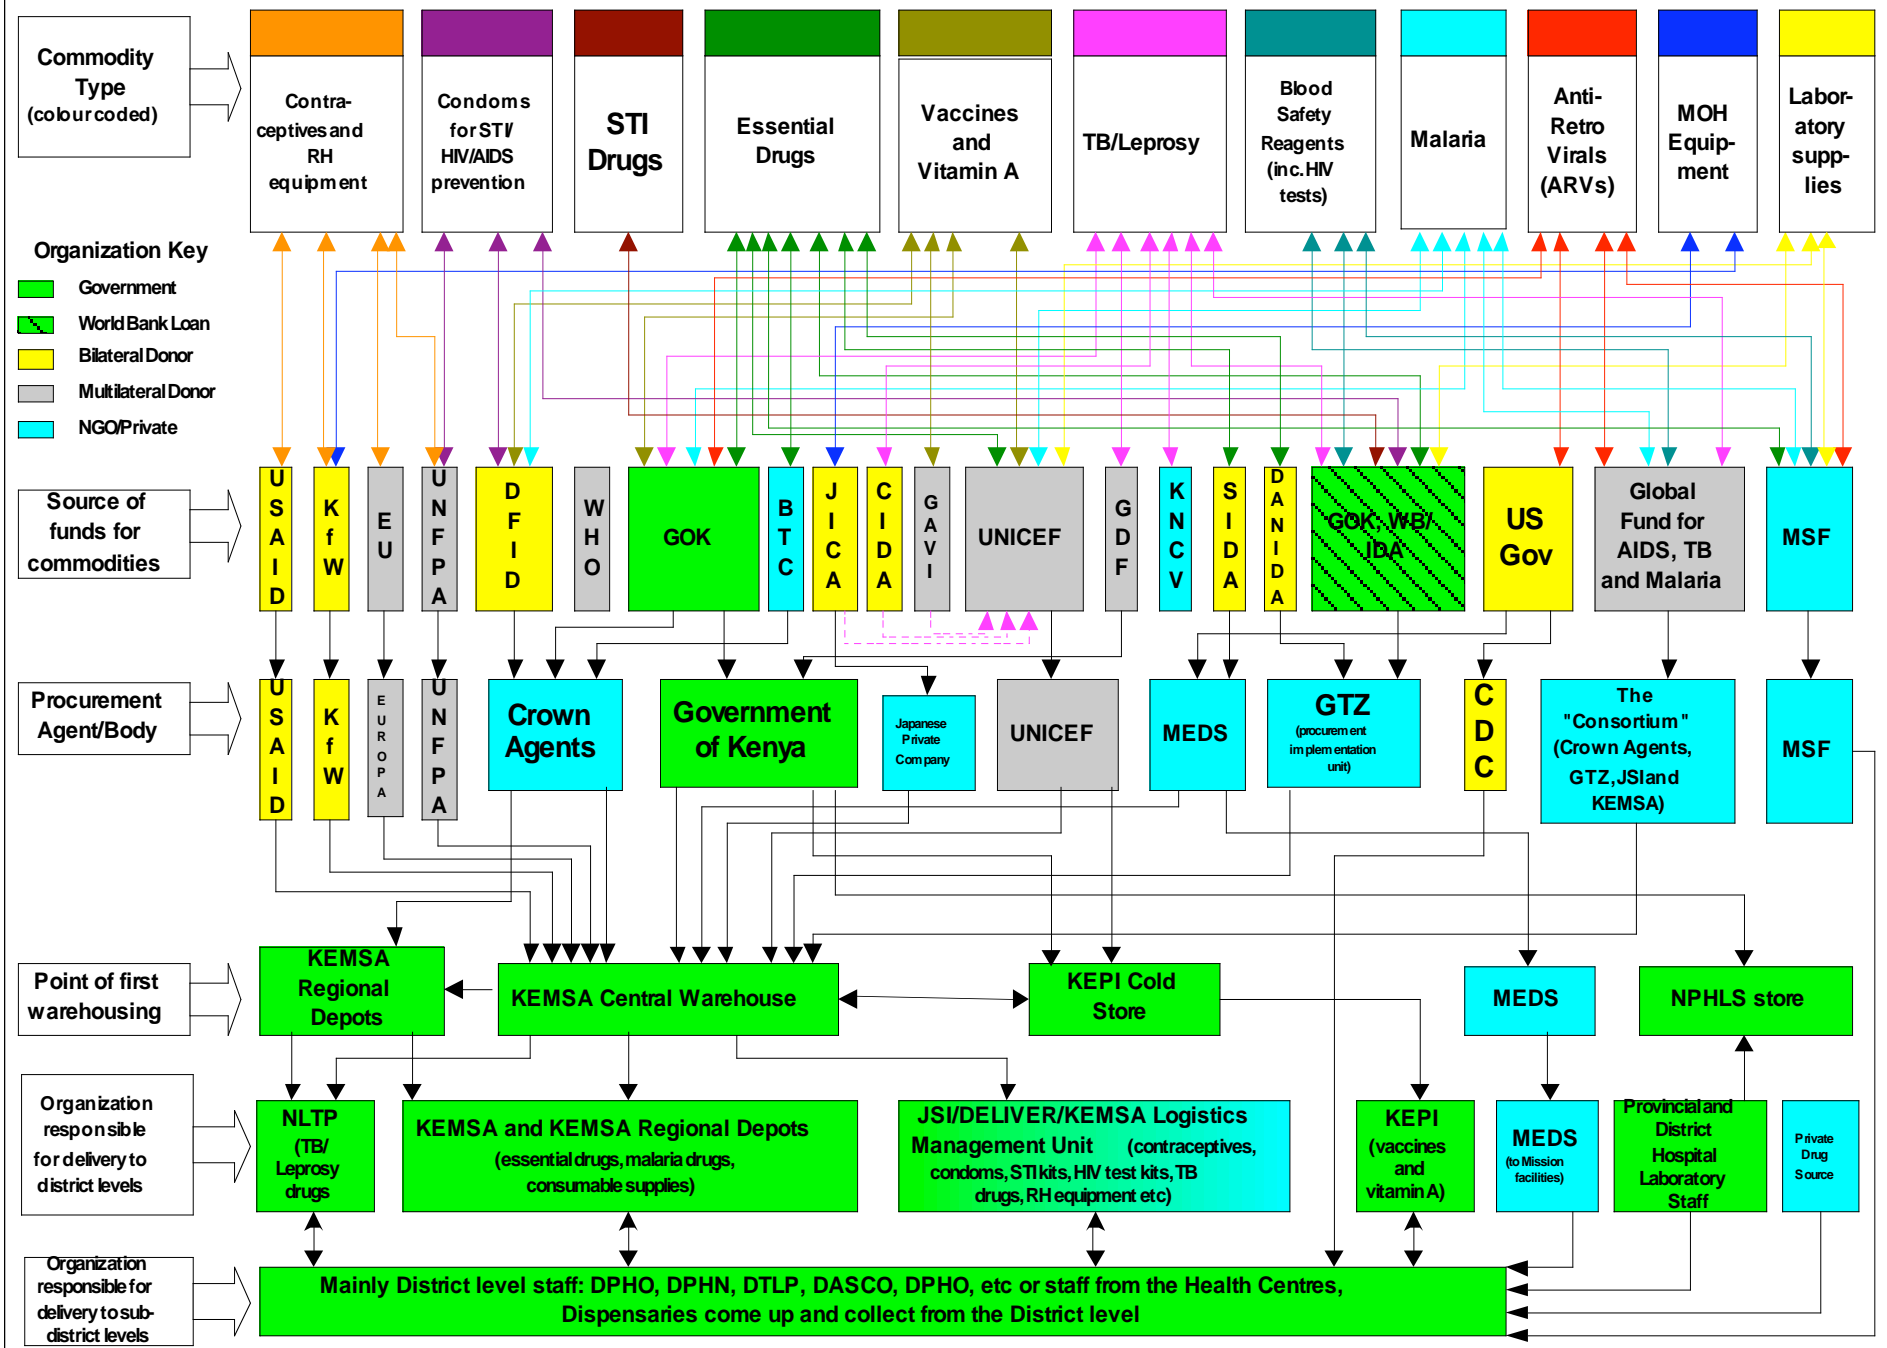 Commodity
Type
(colour coded)
Contra-
ceptives and
RH
equipment
Condoms
for STI/
HIV/AIDS
prevention
STI
Drugs
Essential
Drugs
Vaccines
and
Vitamin A
TB/Leprosy
Blood
Safety
Reagents
(inc. HIV
tests)
Malaria
Anti-
Retro
Virals
(ARVs)
MOH
Equip-
ment
Labor-
atory
supp-
lies
Organization Key
Government
World Bank Loan
Bilateral Donor
Multilateral Donor
NGO/Private
Source of
funds for
commodities
USAID
KfW
EU
UNFPA
DFID
WHO
GOK
BTC
JICA
CIDA
GAVI
UNICEF
GDF
KNCV
SIDA
DANIDA
GOK, WB/
IDA
US
Gov
Global
Fund for
AIDS, TB
and Malaria
MSF
Procurement
Agent/Body
USAID
KfW
EUROPA
UNFPA
Crown
Agents
Government
of Kenya
Japanese
Private
Company
UNICEF
MEDS
GTZ
(procurement
implementation
unit)
CDC
The
"Consortium"
(Crown Agents,
GTZ, JSI and
KEMSA)
MSF
Point of first
warehousing
KEMSA
Regional
Depots
KEMSA Central Warehouse
KEPI Cold
Store
MEDS
NPHLS store
Organization
responsible
for delivery to
district levels
NLTP
(TB/
Leprosy
drugs
KEMSA and KEMSA Regional Depots
(essential drugs, malaria drugs,
consumable supplies)
JSI/DELIVER/KEMSA Logistics
Management Unit (contraceptives,
condoms, STI kits, HIV test kits, TB
drugs, RH equipment etc)
KEPI
(vaccines
and
vitamin A)
MEDS
(to Mission
facilities)
Provincial and
District
Hospital
Laboratory
Staff
Private
Drug
Source
Organization
responsible for
delivery to sub-
district levels
Mainly District level staff: DPHO, DPHN, DTLP, DASCO, DPHO, etc or staff from the Health Centres,
Dispensaries come up and collect from the District level